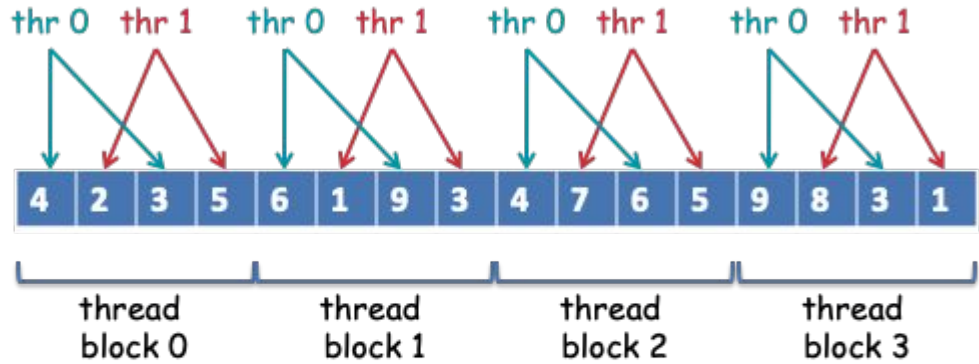 thr 0 thr 1 thr 0 thr 1 thr 0 thr 1 thr 0 thr 1
4 2 3 5 6 1 9 3 4 7 6 5 9 8 3 1
thread thread thread thread
block 0 block 1 block 2 block 3